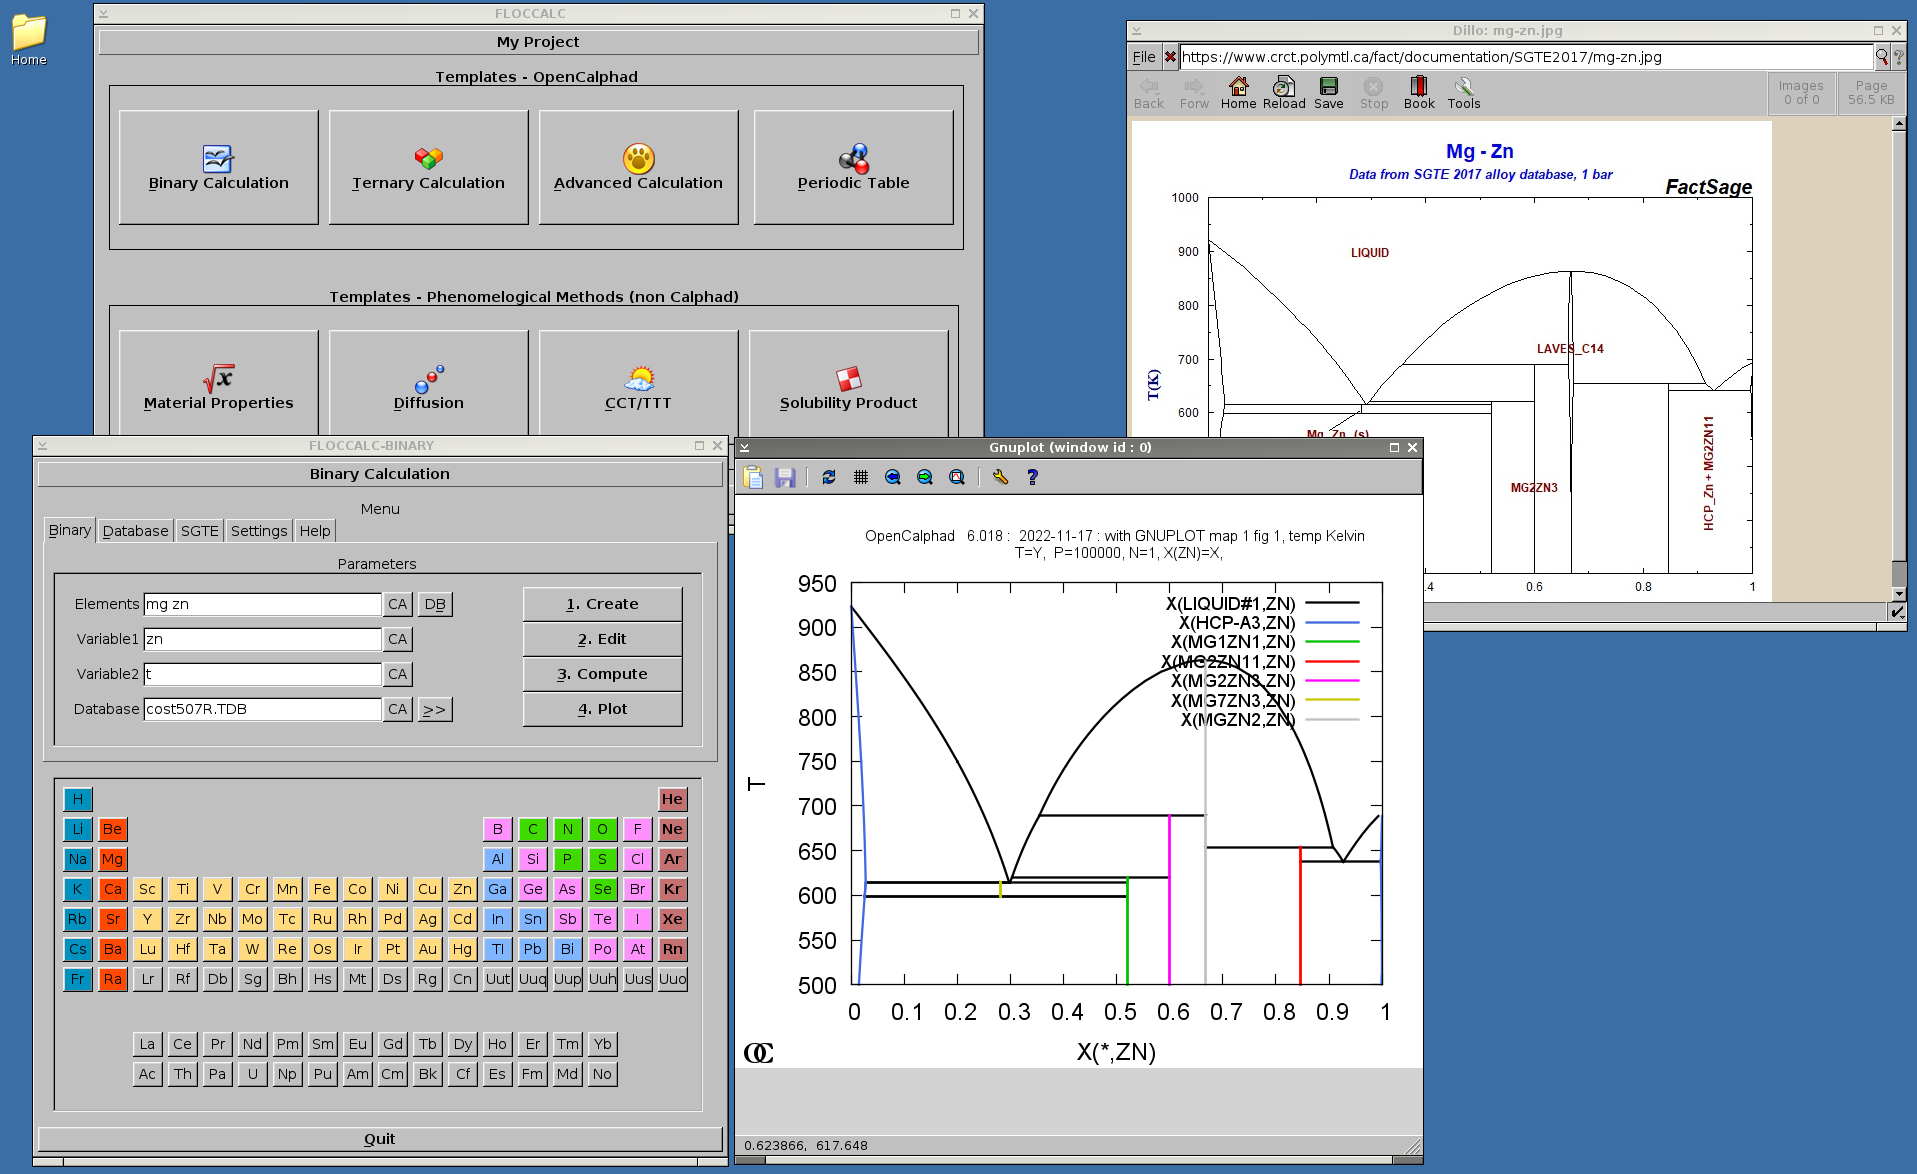 Home
FLOCCALC
My Project
Templates - OpenCalphad
Binary Calculation
Ternary Calculation
Advanced Calculation
Periodic Table
Templates - Phenomelogical Methods (non Calphad)
Material Properties
Diffusion
CCT/TTT
Solubility Product
Dillo: mg-zn.jpg
File
https://www.crct.polymtl.ca/fact/documentation/SGTE2017/mg-zn.jpg
Back Forw Home Reload Save Stop Book Tools
Images
0 of 0
Page
56.5 KB
Mg - Zn
Data from SGTE 2017 alloy database, 1 bar
FactSage
1000
900
800
700
600
T(K)
LIQUID
LAVES_C14
Mg Zn (s)
MG2ZN3
HCP_Zn + MG2ZN11
.4 0.6 0.8 1
FLOCCALC-BINARY
Binary Calculation
Menu
Binary Database SGTE Settings Help
Parameters
Elements mg zn CA DB
Variable1 zn CA
Variable2 t CA
Database cost507R.TDB CA >>
1. Create
2. Edit
3. Compute
4. Plot
H He
Li Be B C N O F Ne
Na Mg Al Si P S Cl Ar
K Ca Sc Ti V Cr Mn Fe Co Ni Cu Zn Ga Ge As Se Br Kr
Rb Sr Y Zr Nb Mo Tc Ru Rh Pd Ag Cd In Sn Sb Te I Xe
Cs Ba Lu Hf Ta W Re Os Ir Pt Au Hg Tl Pb Bi Po At Rn
Fr Ra Lr Rf Db Sg Bh Hs Mt Ds Rg Cn Uut Uuq Uup Uuh Uus Uuo
La Ce Pr Nd Pm Sm Eu Gd Tb Dy Ho Er Tm Yb
Ac Th Pa U Np Pu Am Cm Bk Cf Es Fm Md No
Quit
Gnuplot (window id : 0)
OpenCalphad 6.018 : 2022-11-17 : with GNUPLOT map 1 fig 1, temp Kelvin
T=Y, P=100000, N=1, X(ZN)=X,
X(LIQUID#1,ZN)
X(HCP-A3,ZN)
X(MG1ZN1,ZN)
X(MG2ZN11,ZN)
X(MG2ZN3,ZN)
X(MG7ZN3,ZN)
X(MGZN2,ZN)
950
900
850
800
750
700
650
600
550
500
T
0 0.1 0.2 0.3 0.4 0.5 0.6 0.7 0.8 0.9 1
X(*,ZN)
OC
0.623866, 617.648